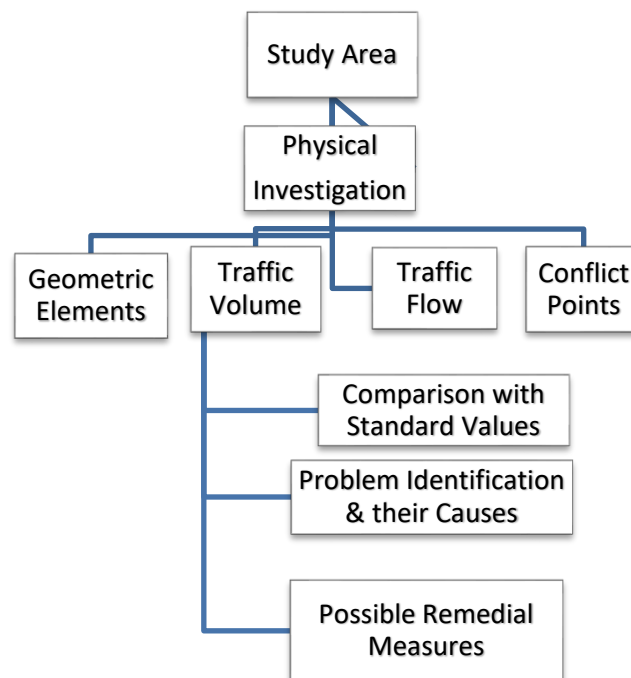 Study Area
Physical
Investigation
Geometric
Elements
Traffic
Volume
Traffic
Flow
Conflict
Points
Comparison with
Standard Values
Problem Identification
& their Causes
Possible Remedial
Measures